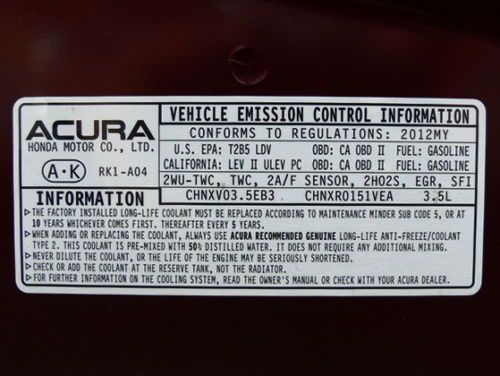 ACURA
HONDA MOTOR CO., LTD.
A·K RK1-A04
VEHICLE EMISSION CONTROL INFORMATION
CONFORMS TO REGULATIONS: 2012MY
U.S. EPA: T2B5 LDV OBD: CA OBD II FUEL: GASOLINE
CALIFORNIA: LEV II ULEV PC OBD: CA OBD II FUEL: GASOLINE
2WU-TWC, TWC, 2A/F SENSOR, 2HO2S, EGR, SFI
CHNXV03.5EB3 CHNXR0151VEA 3.5L
INFORMATION
▷THE FACTORY INSTALLED LONG-LIFE COOLANT MUST BE REPLACED ACCORDING TO MAINTENANCE MINDER SUB CODE 5, OR AT
10 YEARS WHICHEVER COMES FIRST. THEREAFTER EVERY 5 YEARS.
▷WHEN ADDING OR REPLACING COOLANT, ALWAYS USE ACURA RECOMMENDED GENUINE LONG-LIFE ANTI-FREEZE/COOLANT
TYPE 2. THIS COOLANT IS PRE-MIXED WITH 50% DISTILLED WATER. IT DOES NOT REQUIRE ANY ADDITIONAL MIXING.
▷NEVER DILUTE THE COOLANT, OR THE LIFE OF THE ENGINE MAY BE SERIOUSLY SHORTENED.
▷CHECK OR ADD THE COOLANT AT THE RESERVE TANK, NOT THE RADIATOR.
▷FOR FURTHER INFORMATION ON THE COOLING SYSTEM, READ THE OWNER'S MANUAL OR CHECK WITH YOUR ACURA DEALER.